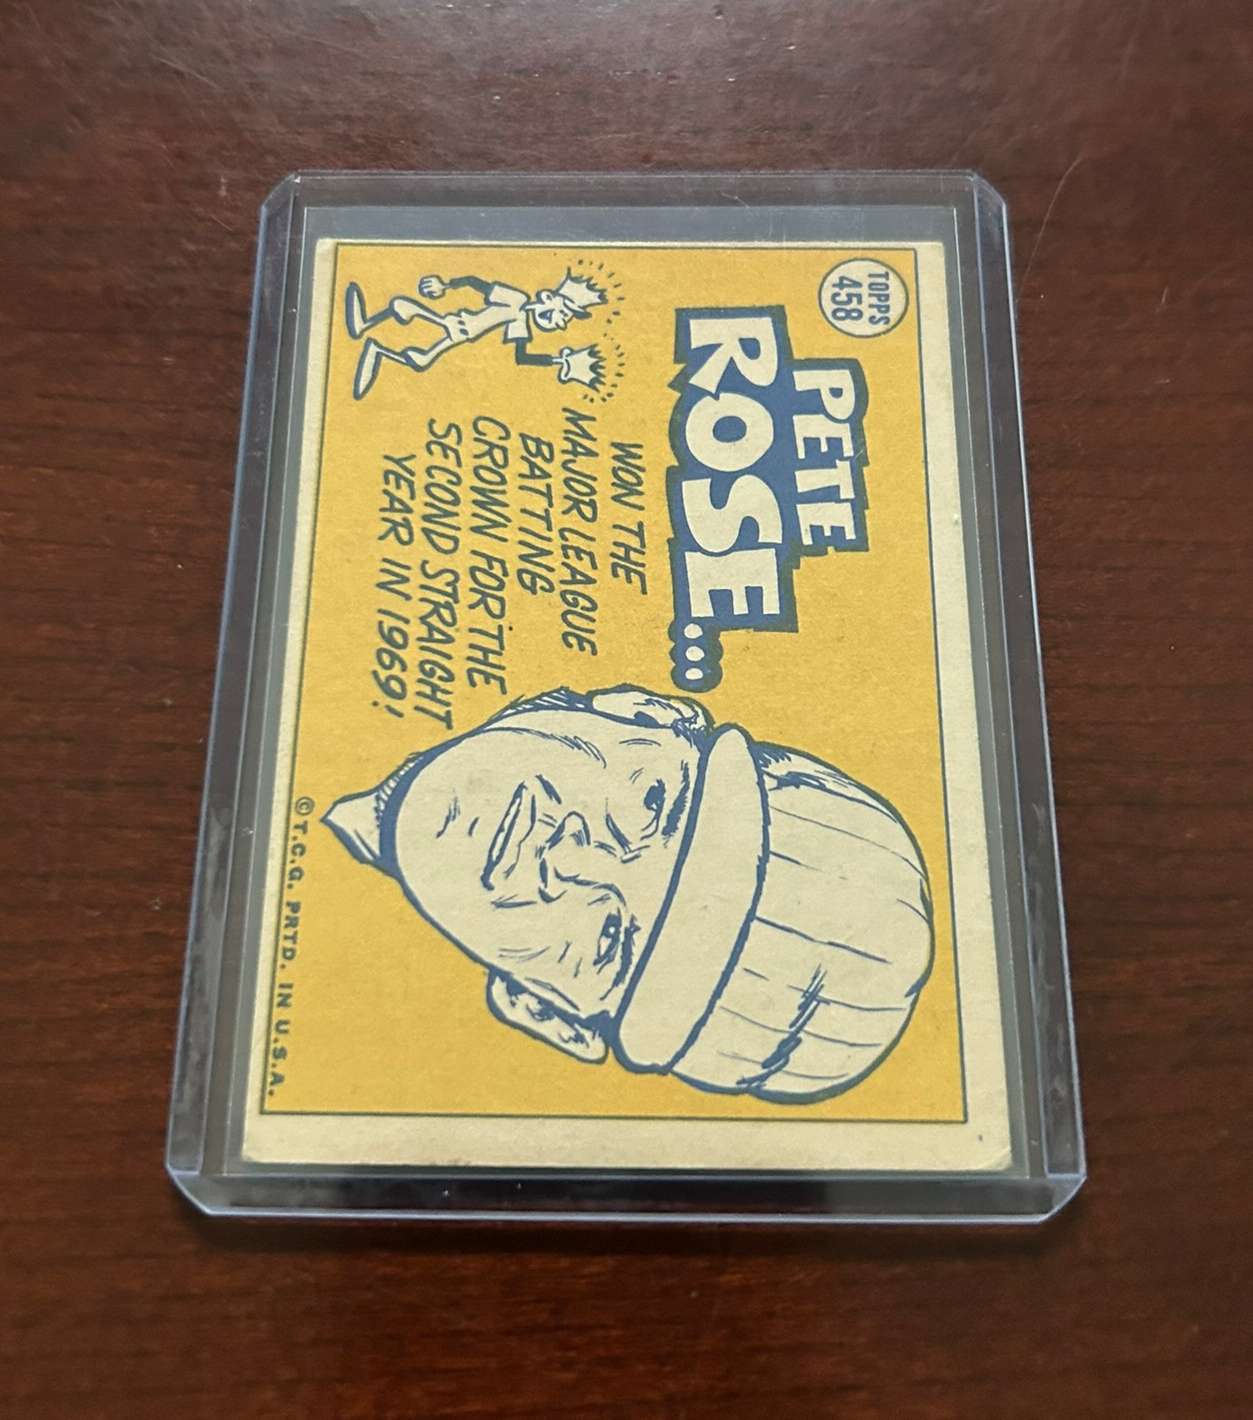 TOPPS
458
PETE
ROSE...
WON THE
MAJOR LEAGUE
BATTING
CROWN FOR THE
SECOND STRAIGHT
YEAR IN 1969!
© T.C.G. PRTD. IN U.S.A.